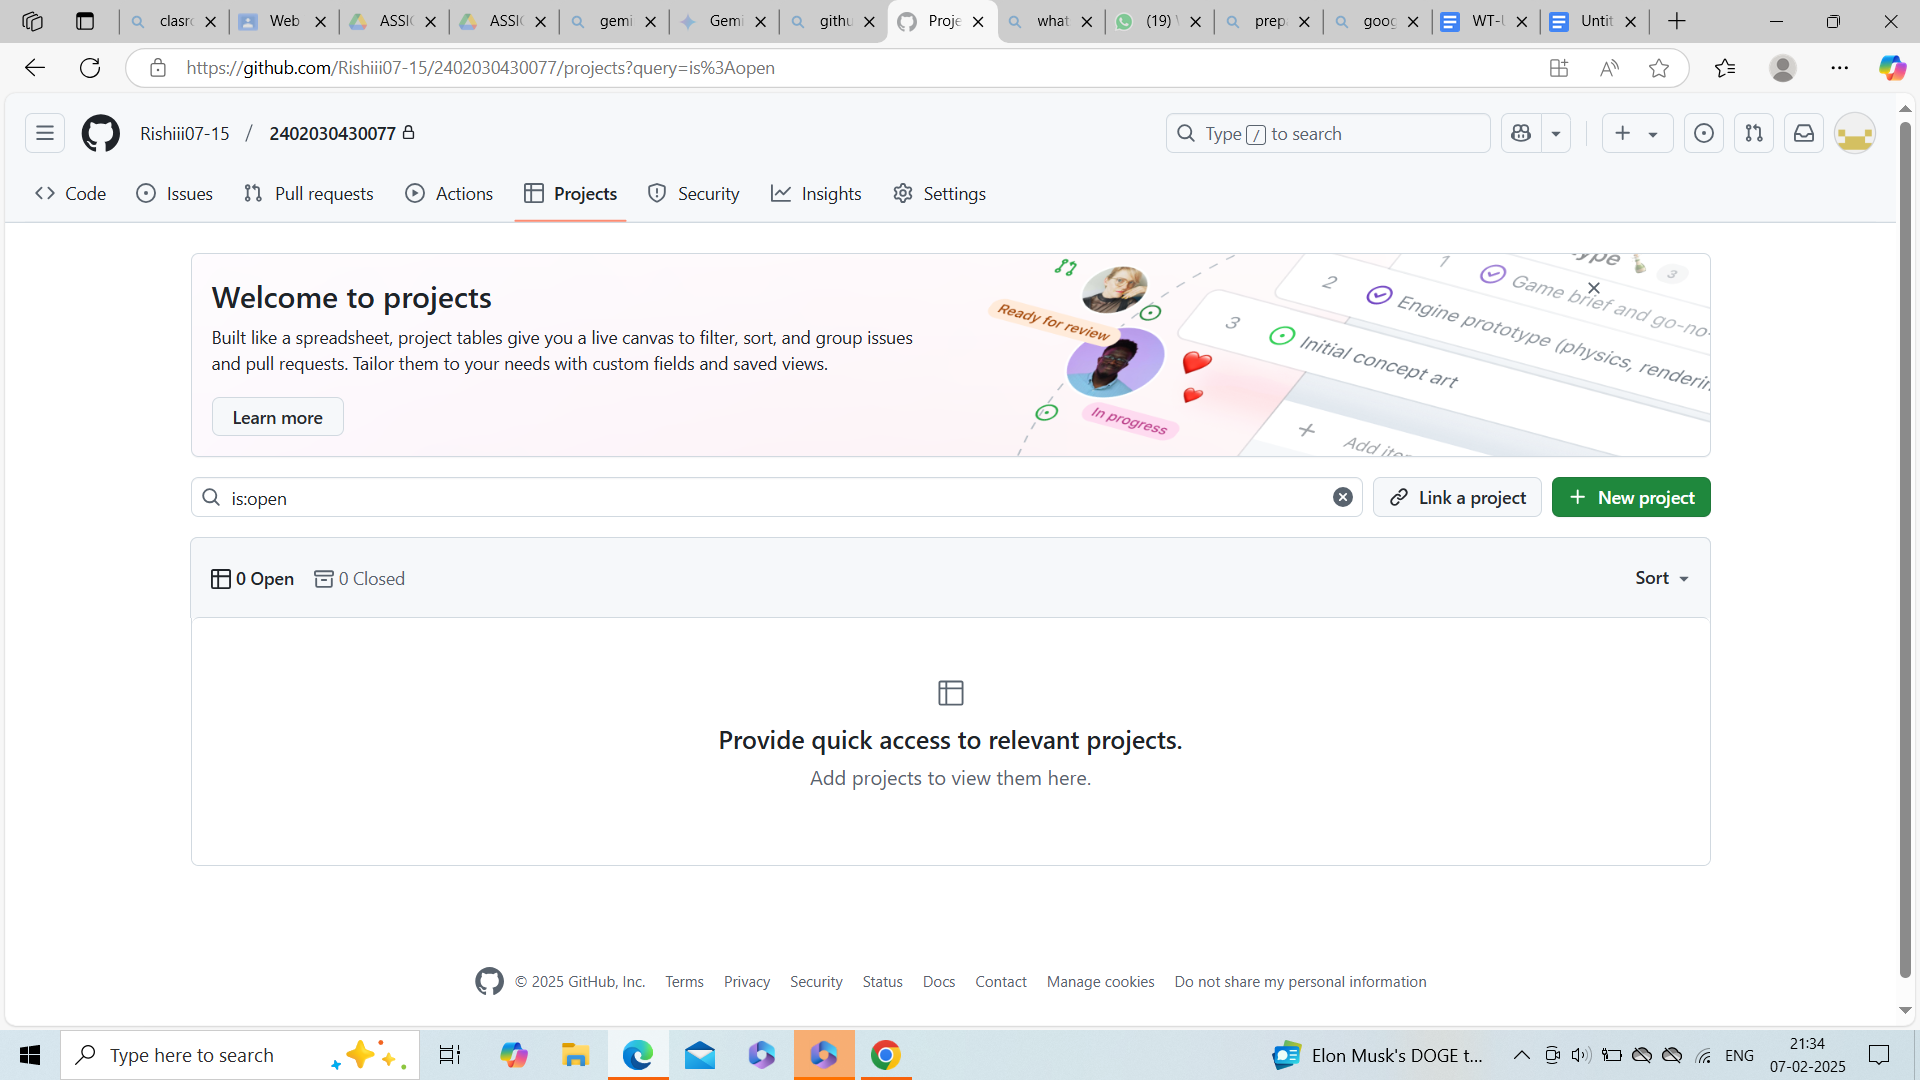 clasro
Web
ASSIG
ASSIG
gemi
Gemi
githu
Proje
what
(19)
prep
goog
WT-U
Untit
https://github.com/Rishiii07-15/2402030430077/projects?query=is%3Aopen
Rishiii07-15 / 2402030430077
Type / to search
Code Issues Pull requests Actions Projects Security Insights Settings
Welcome to projects
Built like a spreadsheet, project tables give you a live canvas to filter, sort, and group issues
and pull requests. Tailor them to your needs with custom fields and saved views.
Learn more
Ready for review
In progress
1 Game brief and go-no-
3
2 Engine prototype (physics, renderin
3 Initial concept art
+ Add ite
is:open
Link a project
New project
0 Open 0 Closed
Sort
Provide quick access to relevant projects.
Add projects to view them here.
© 2025 GitHub, Inc. Terms Privacy Security Status Docs Contact Manage cookies Do not share my personal information
Type here to search
Elon Musk's DOGE t...
ENG
21:34
07-02-2025